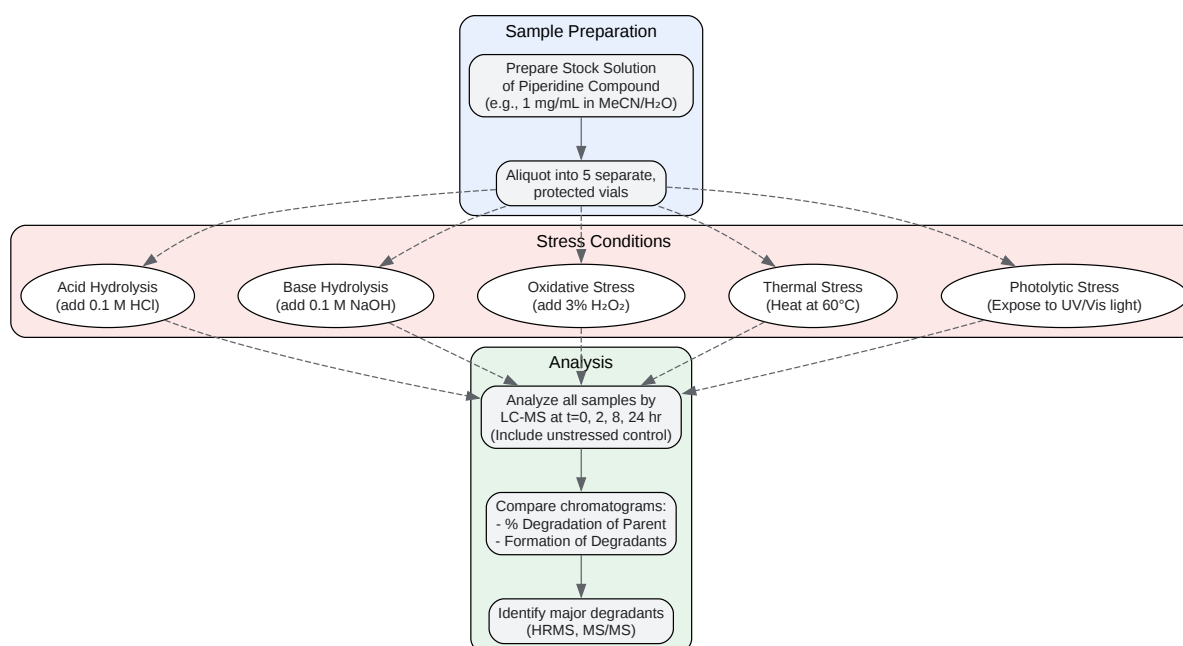 Sample Preparation
Prepare Stock Solution
of Piperidine Compound
(e.g., 1 mg/mL in MeCN/H₂O)
Aliquot into 5 separate,
protected vials
Stress Conditions
Acid Hydrolysis
(add 0.1 M HCl)
Base Hydrolysis
(add 0.1 M NaOH)
Oxidative Stress
(add 3% H₂O₂)
Thermal Stress
(Heat at 60°C)
Photolytic Stress
(Expose to UV/Vis light)
Analysis
Analyze all samples by
LC-MS at t=0, 2, 8, 24 hr
(Include unstressed control)
Compare chromatograms:
- % Degradation of Parent
- Formation of Degradants
Identify major degradants
(HRMS, MS/MS)